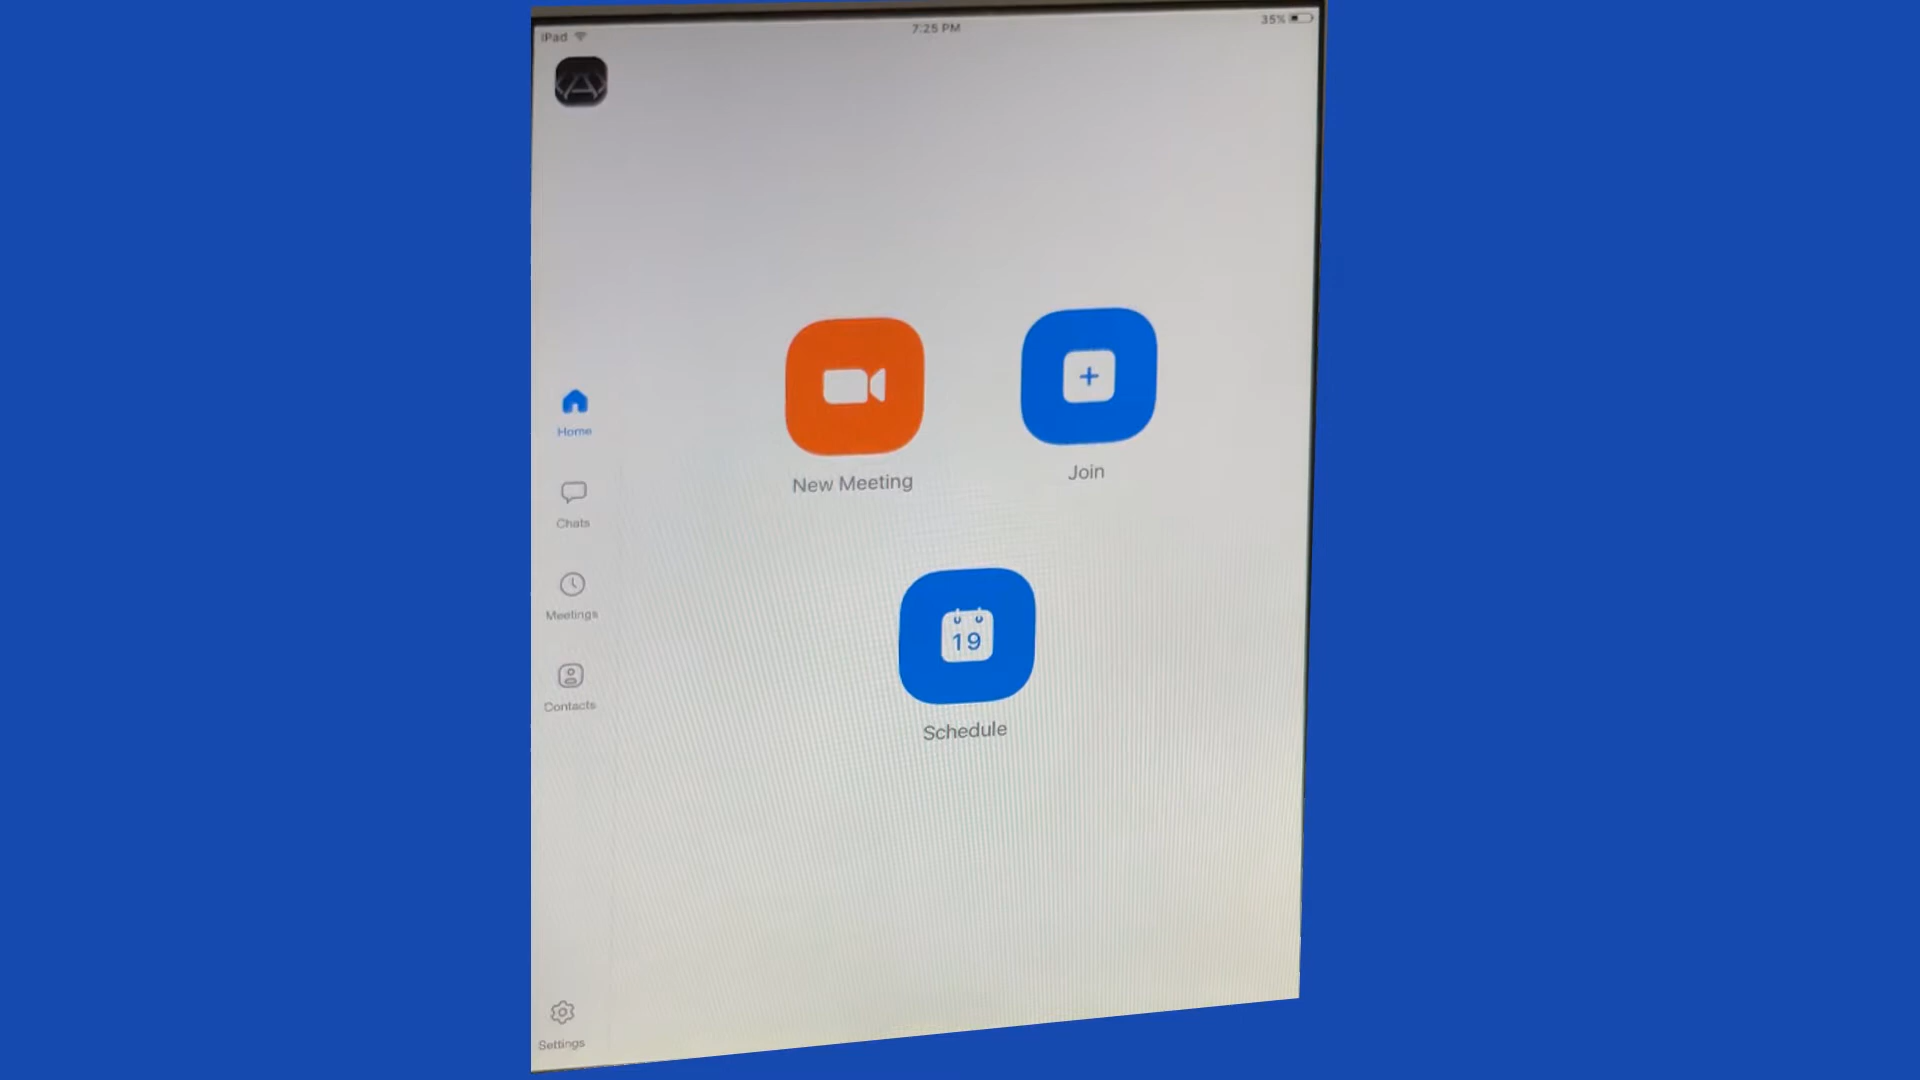 iPad 7:25 PM 35%
Home
Chats
Meetings
Contacts
Settings
New Meeting
Join
19
Schedule